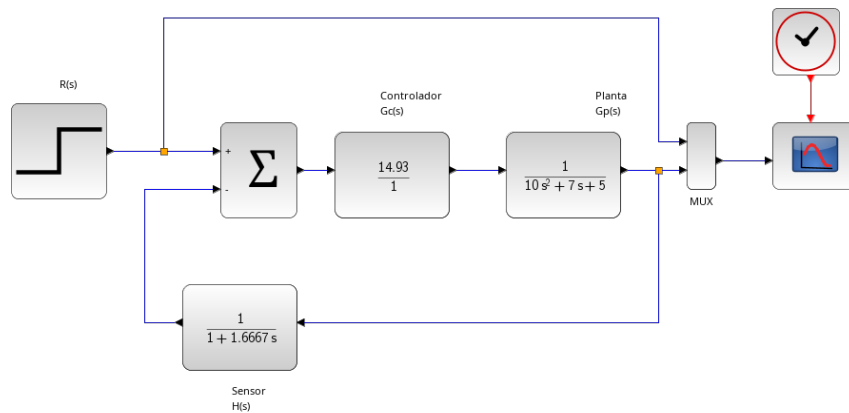 R(s)
Controlador
Gc(s)
Planta
Gp(s)
+
-
Σ
14.93
1
1
10 s² + 7 s + 5
MUX
1
1 + 1.6667 s
Sensor
H(s)